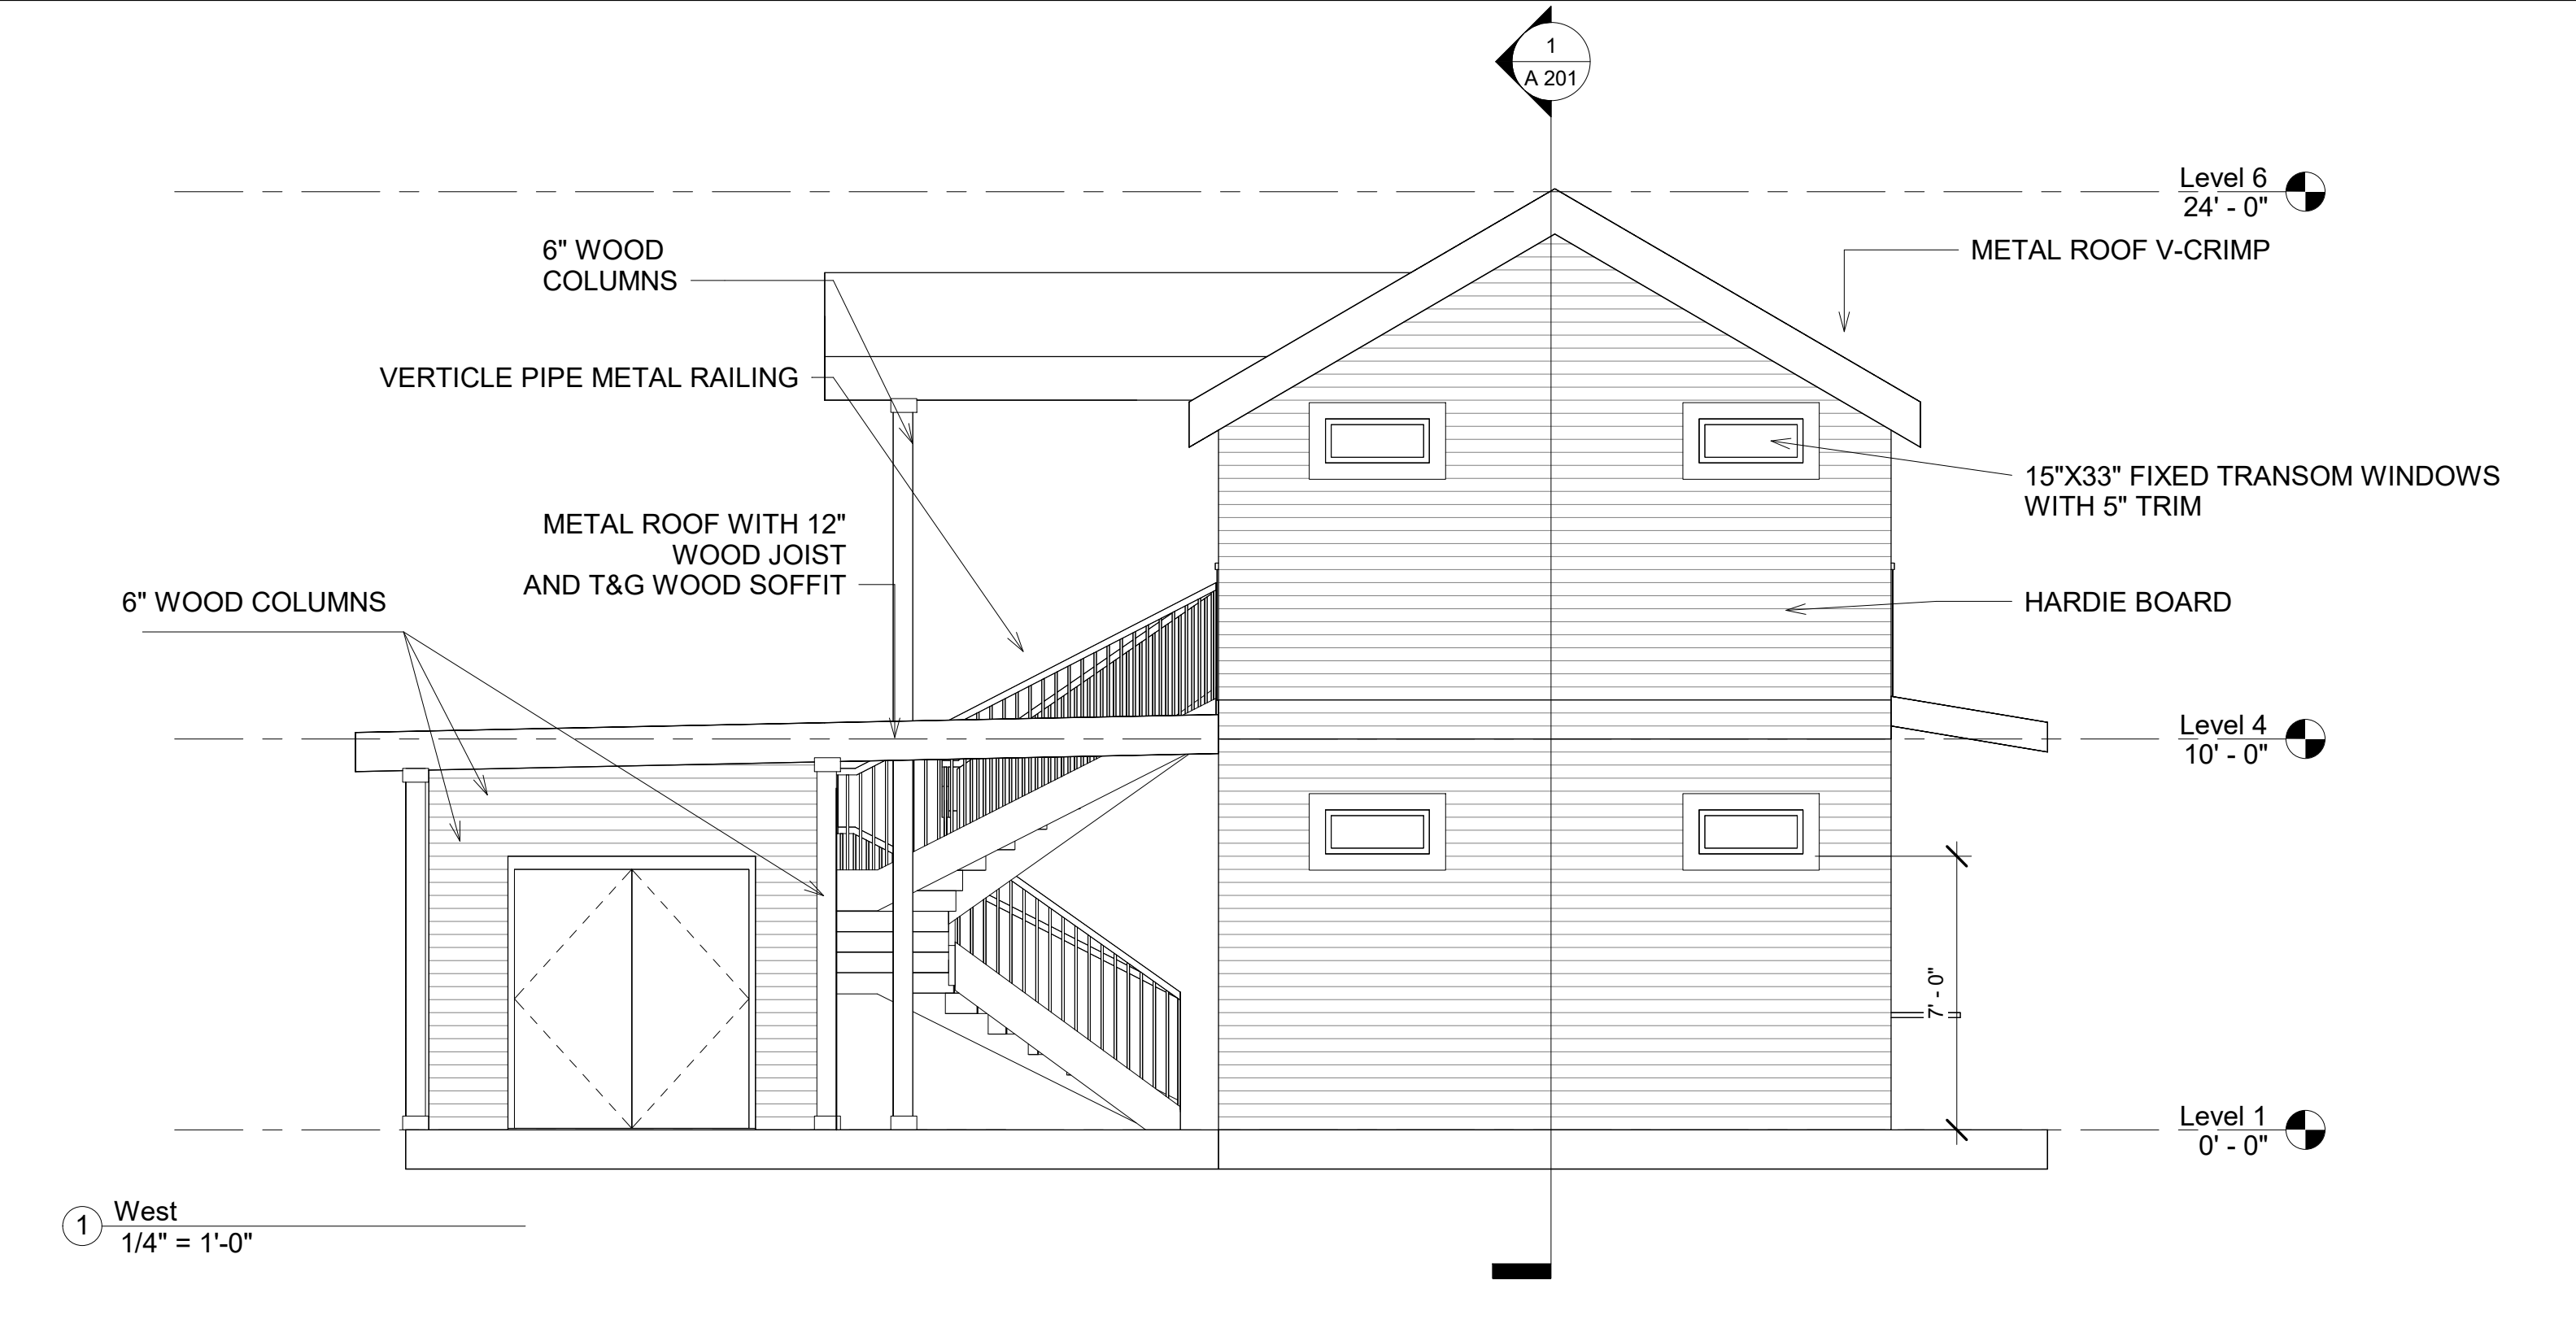 1
A 201
Level 6
24' - 0"
6" WOOD
COLUMNS
METAL ROOF V-CRIMP
VERTICLE PIPE METAL RAILING
15"X33" FIXED TRANSOM WINDOWS
WITH 5" TRIM
METAL ROOF WITH 12"
WOOD JOIST
AND T&G WOOD SOFFIT
6" WOOD COLUMNS
HARDIE BOARD
Level 4
10' - 0"
7' - 0"
Level 1
0' - 0"
1
West
1/4" = 1'-0"